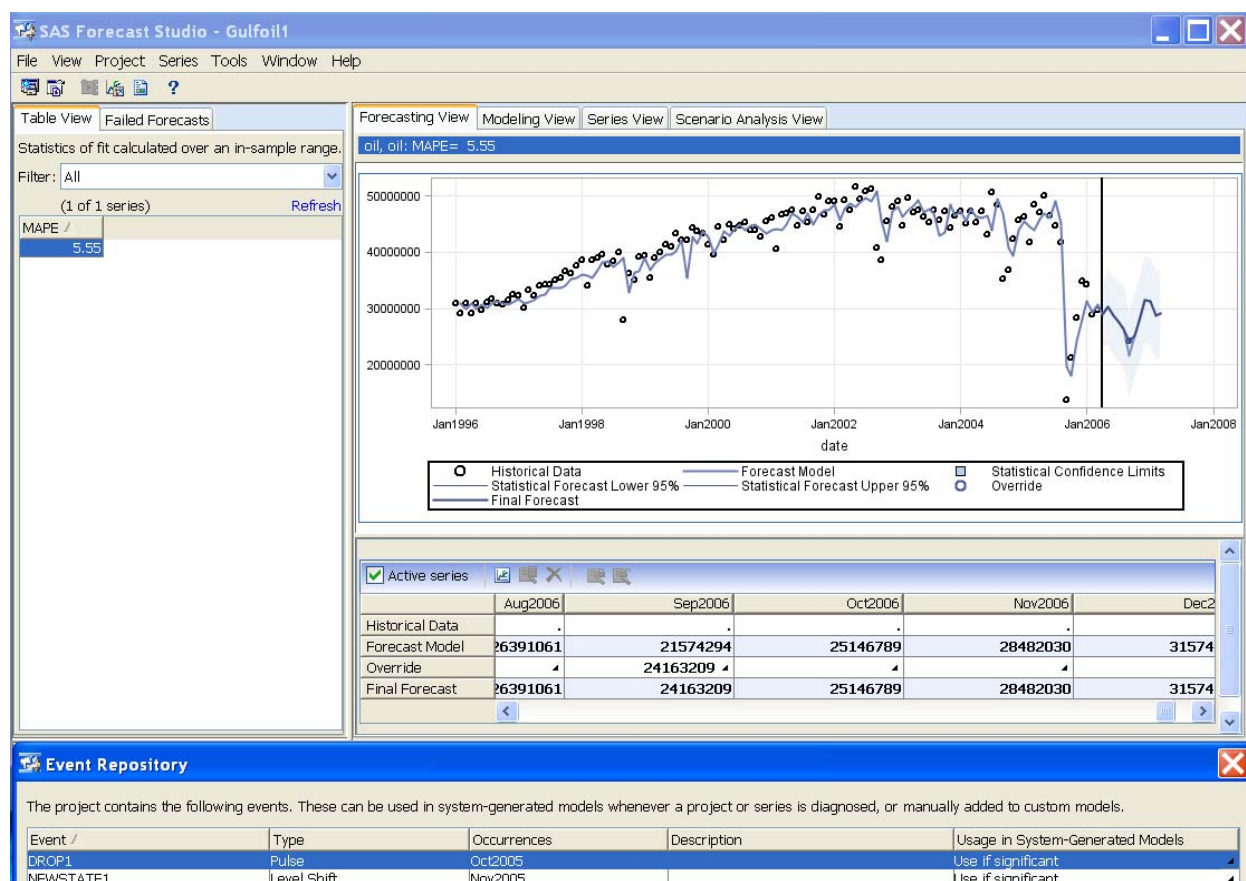 SAS Forecast Studio - Gulfoil1
File View Project Series Tools Window Help
?
Table View Failed Forecasts
Statistics of fit calculated over an in-sample range.
Filter: All
(1 of 1 series) Refresh
MAPE /
5.55
Forecasting View Modeling View Series View Scenario Analysis View
oil, oil: MAPE= 5.55
50000000
40000000
30000000
20000000
Jan1996 Jan1998 Jan2000 Jan2002 Jan2004 Jan2006 Jan2008
date
Historical Data Forecast Model Statistical Confidence Limits
Statistical Forecast Lower 95% Statistical Forecast Upper 95% Override
Final Forecast
Active series
Aug2006 Sep2006 Oct2006 Nov2006 Dec2
Historical Data . . . .
Forecast Model 26391061 21574294 25146789 28482030 31574
Override 24163209
Final Forecast 26391061 24163209 25146789 28482030 31574
Event Repository
The project contains the following events. These can be used in system-generated models whenever a project or series is diagnosed, or manually added to custom models.
Event / Type Occurrences Description Usage in System-Generated Models
DROP1 Pulse Oct2005 Use if significant
NEWSTATE1 Level Shift Nov2005 Use if significant